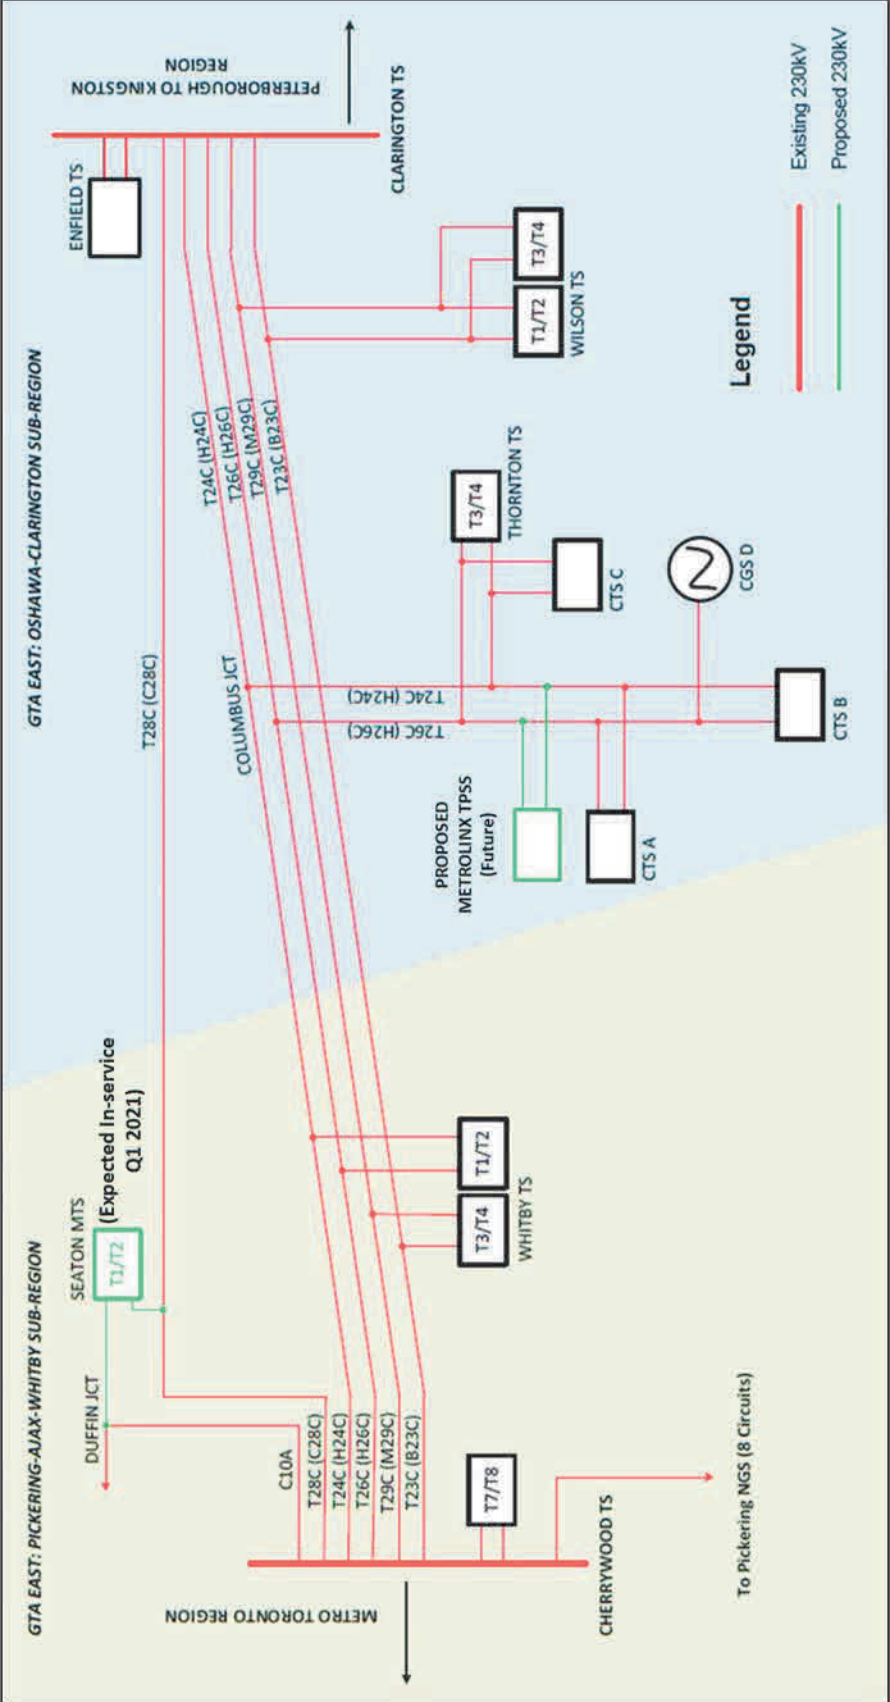 GTA EAST: PICKERING-AJAX-WHITBY SUB-REGION
GTA EAST: OSHAWA-CLARINGTON SUB-REGION
SEATON MTS
(Expected In-service
Q1 2021)
T1/T2
DUFFIN JCT
ENFIELD TS
PETERBOROUGH TO KINGSTON
REGION
METRO TORONTO REGION
T28C (C28C)
C10A
T28C (C28C)
T24C (H24C)
T26C (H26C)
T29C (M29C)
T23C (B23C)
COLUMBUS JCT
T24C (H24C)
T26C (H26C)
T29C (M29C)
T23C (B23C)
T26C (H26C)
T24C (H24C)
CLARINGTON TS
T7/T8
CHERRYWOOD TS
T3/T4
T1/T2
WHITBY TS
PROPOSED
METROLINX TPSS
(Future)
T3/T4
THORNTON TS
T1/T2
T3/T4
WILSON TS
CTS A
CTS C
CGS D
CTS B
To Pickering NGS (8 Circuits)
Legend
Existing 230kV
Proposed 230kV